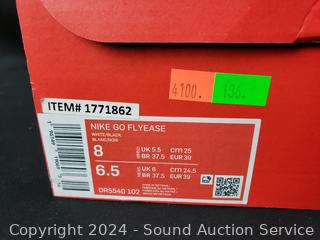 4100.
136.
ITEM# 1771862
NIKE GO FLYEASE
WHITE/BLACK
BLANC/NOIR
8
UK 5.5
cm 25
BR 37.5
EUR 39
6.5
UK 6
cm 24.5
BR 37.5
EUR 39
DR5540 102
Copyright 2024 - Sound Auction Service